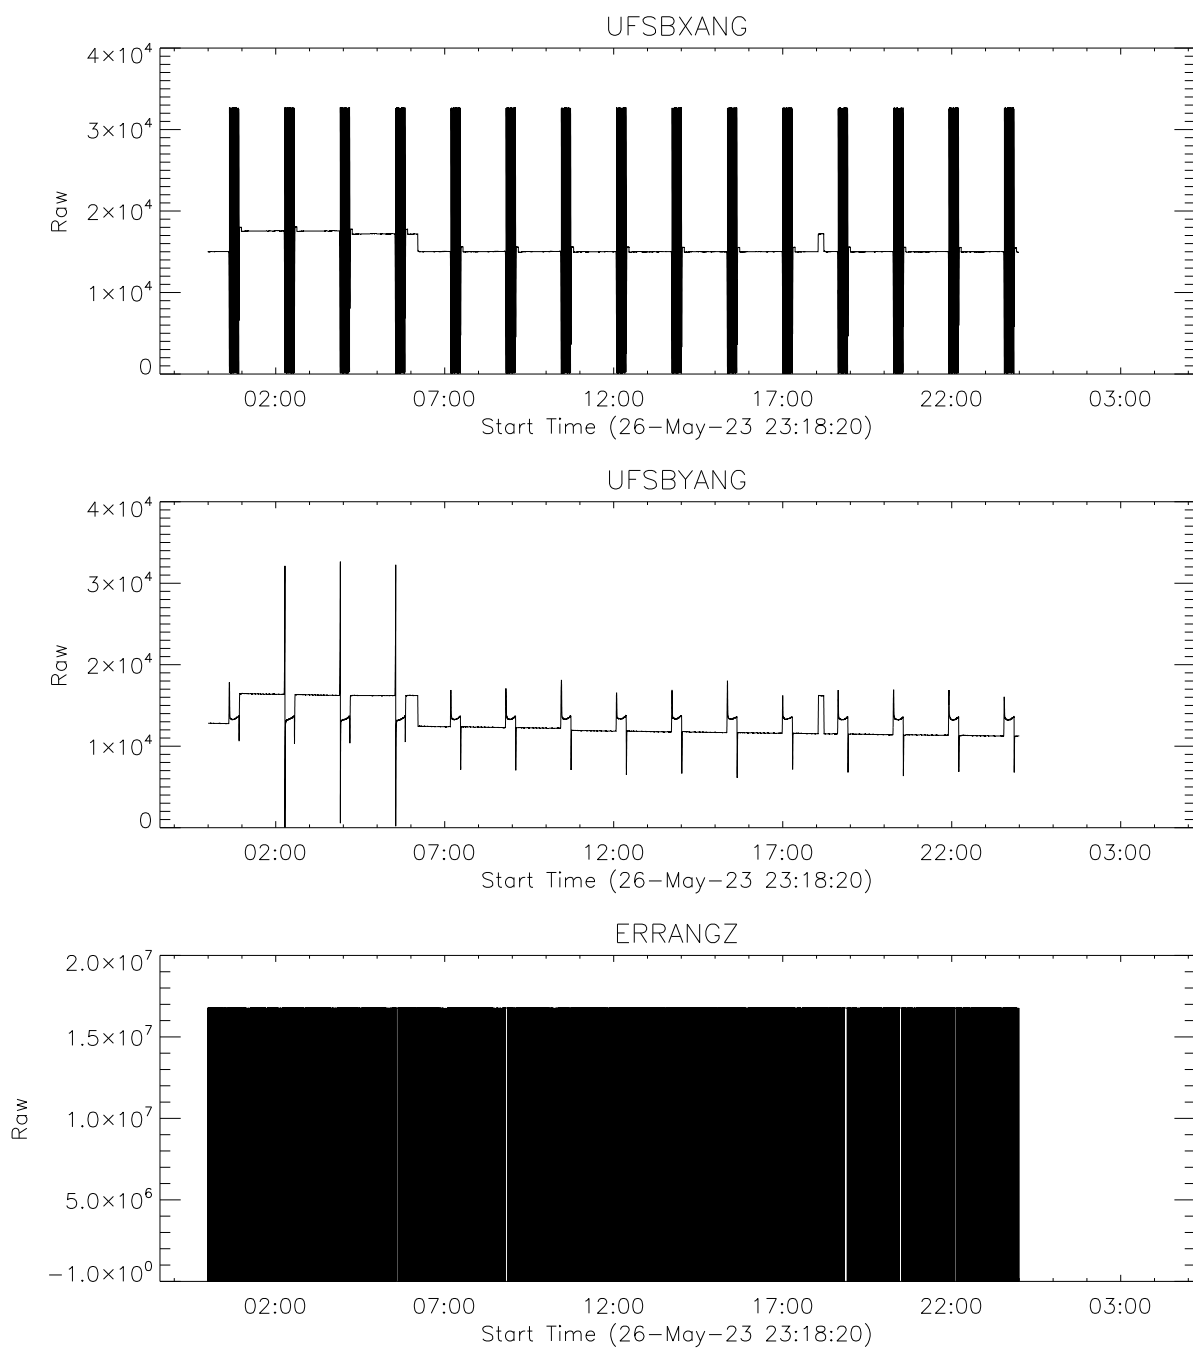 UFSBXANG
4×10⁴
3×10⁴
2×10⁴
1×10⁴
0
Raw
02:00 07:00 12:00 17:00 22:00 03:00
Start Time (26−May−23 23:18:20)
UFSBYANG
4×10⁴
3×10⁴
2×10⁴
1×10⁴
0
Raw
02:00 07:00 12:00 17:00 22:00 03:00
Start Time (26−May−23 23:18:20)
ERRANGZ
2.0×10⁷
1.5×10⁷
1.0×10⁷
5.0×10⁶
−1.0×10⁰
Raw
02:00 07:00 12:00 17:00 22:00 03:00
Start Time (26−May−23 23:18:20)